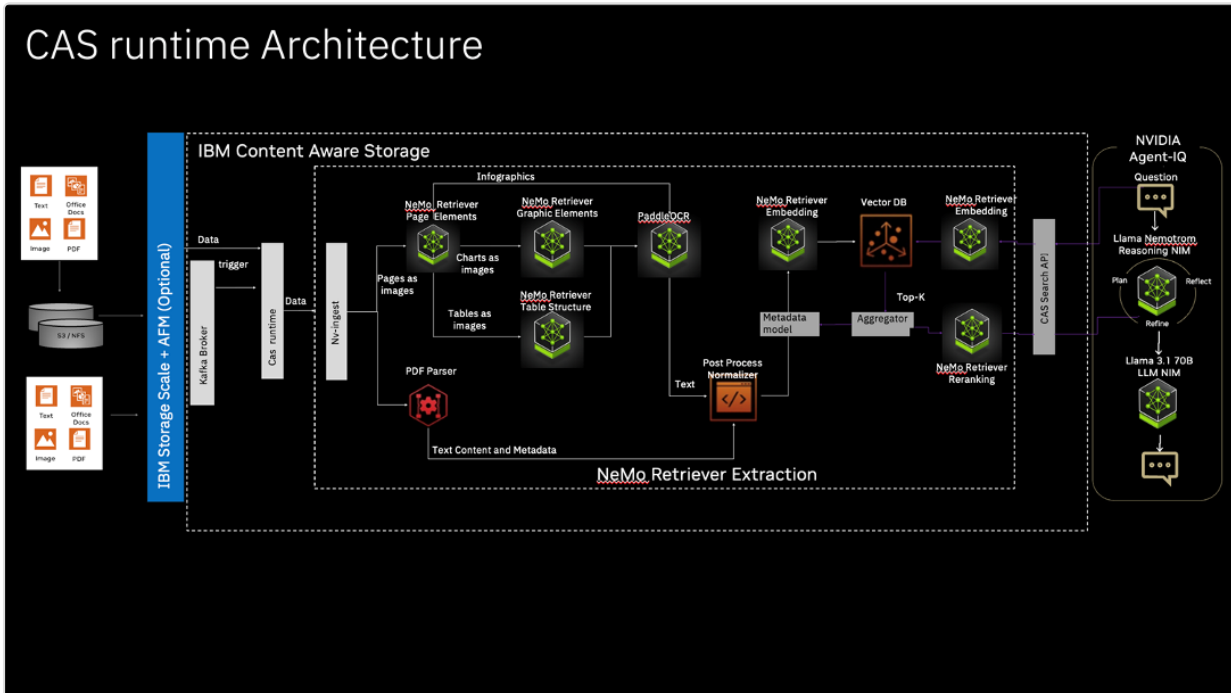 CAS runtime Architecture
IBM Content Aware Storage
NVIDIA
Agent-IQ
Text
Office
Docs
Image
PDF
S3 / NFS
Text
Office
Docs
Image
PDF
IBM Storage Scale + AFM (Optional)
Data
trigger
Kafka Broker
Cas runtime
Data
Nv-ingest
Infographics
NeMo Retriever
Page Elements
NeMo Retriever
Graphic Elements
PaddleOCR
Charts as
images
Pages as
images
Tables as
images
NeMo Retriever
Table Structure
PDF Parser
Text Content and Metadata
Text
Post Process
Normalizer
NeMo Retriever
Embedding
Vector DB
NeMo Retriever
Embedding
Top-K
Metadata
model
Aggregator
NeMo Retriever
Reranking
NeMo Retriever Extraction
CAS Search API
Question
Llama Nemotrom
Reasoning NIM
Plan
Reflect
Refine
Llama 3.1 70B
LLM NIM